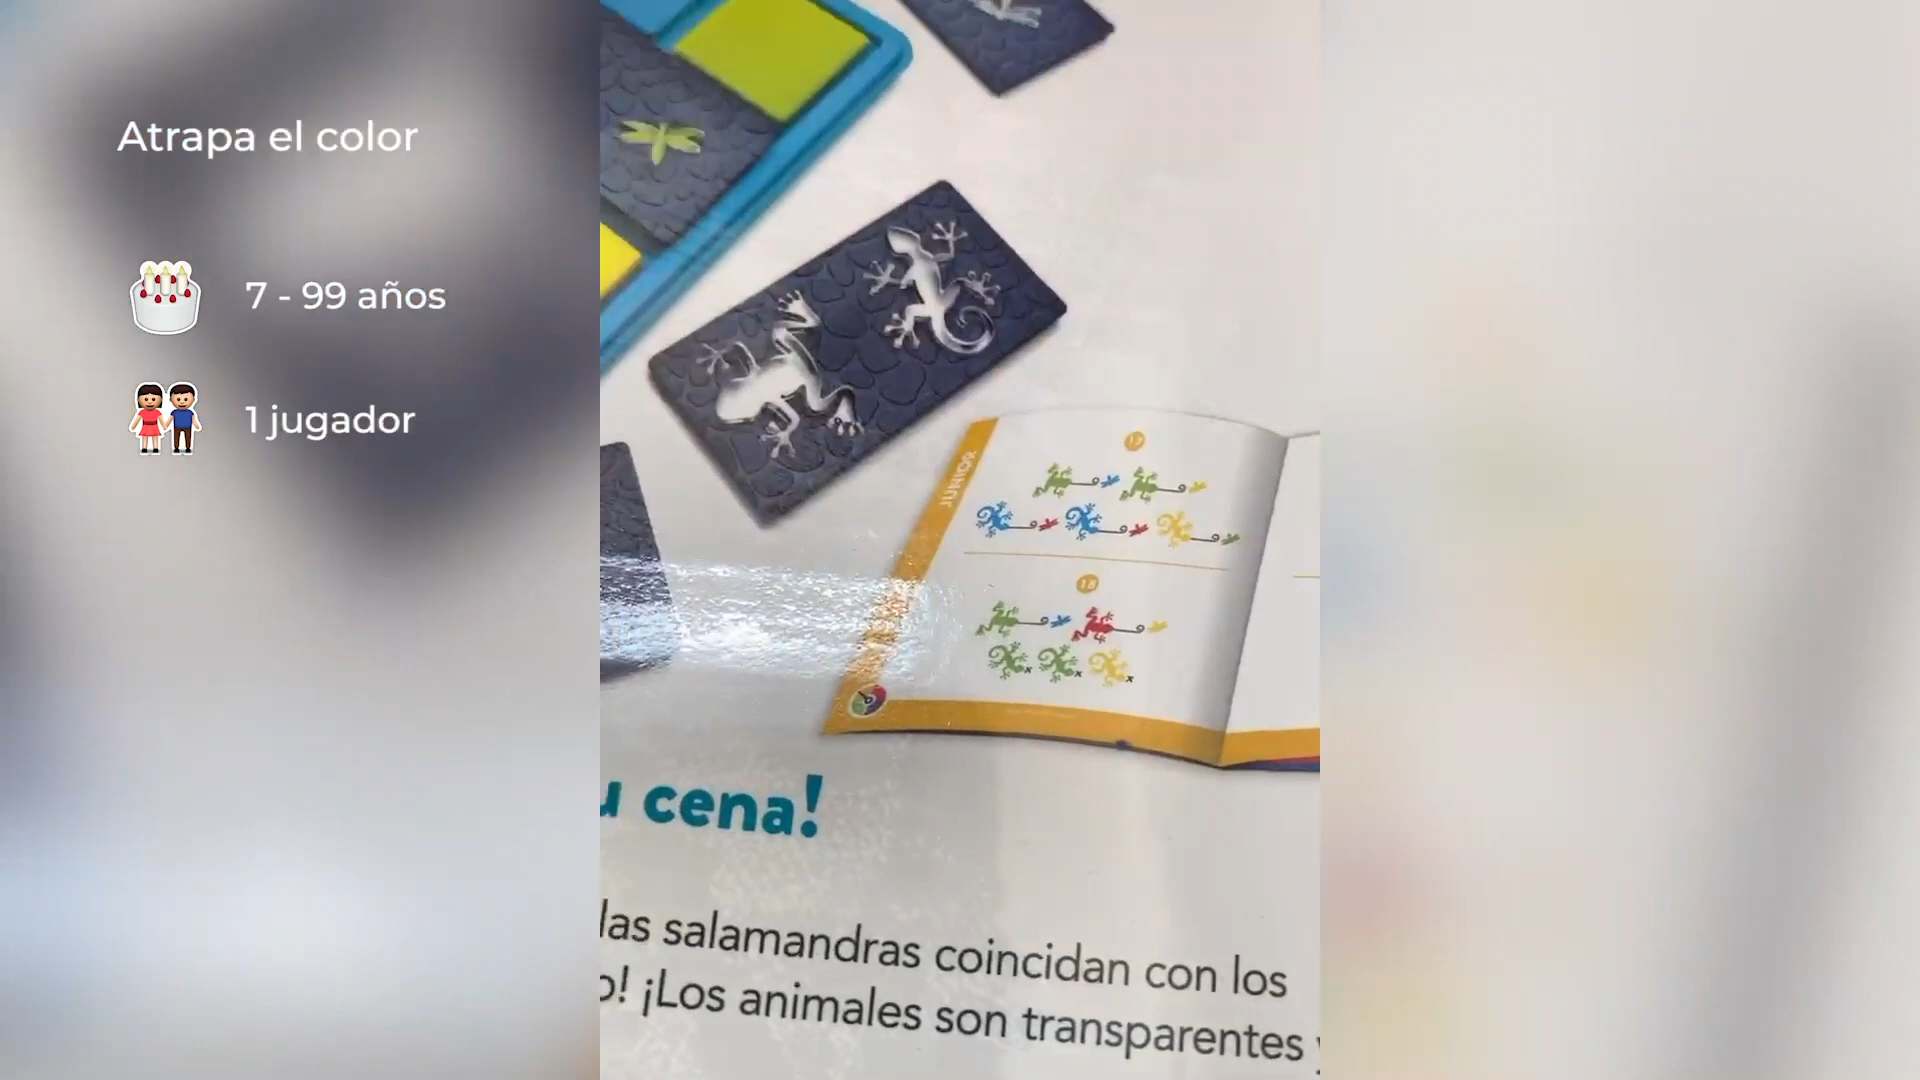 Atrapa el color
7 - 99 años
1 jugador
JUNIOR
17
18
x x x
cena!
las salamandras coincidan con los
o! ¡Los animales son transparentes